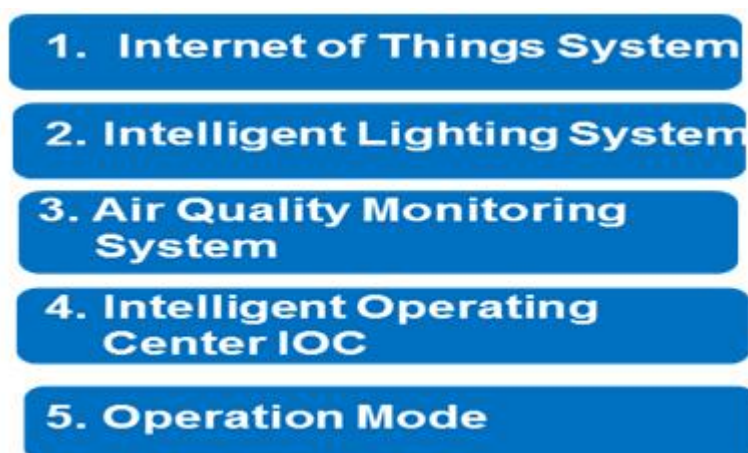 1. Internet of Things System
2. Intelligent Lighting System
3. Air Quality Monitoring
System
4. Intelligent Operating
Center IOC
5. Operation Mode